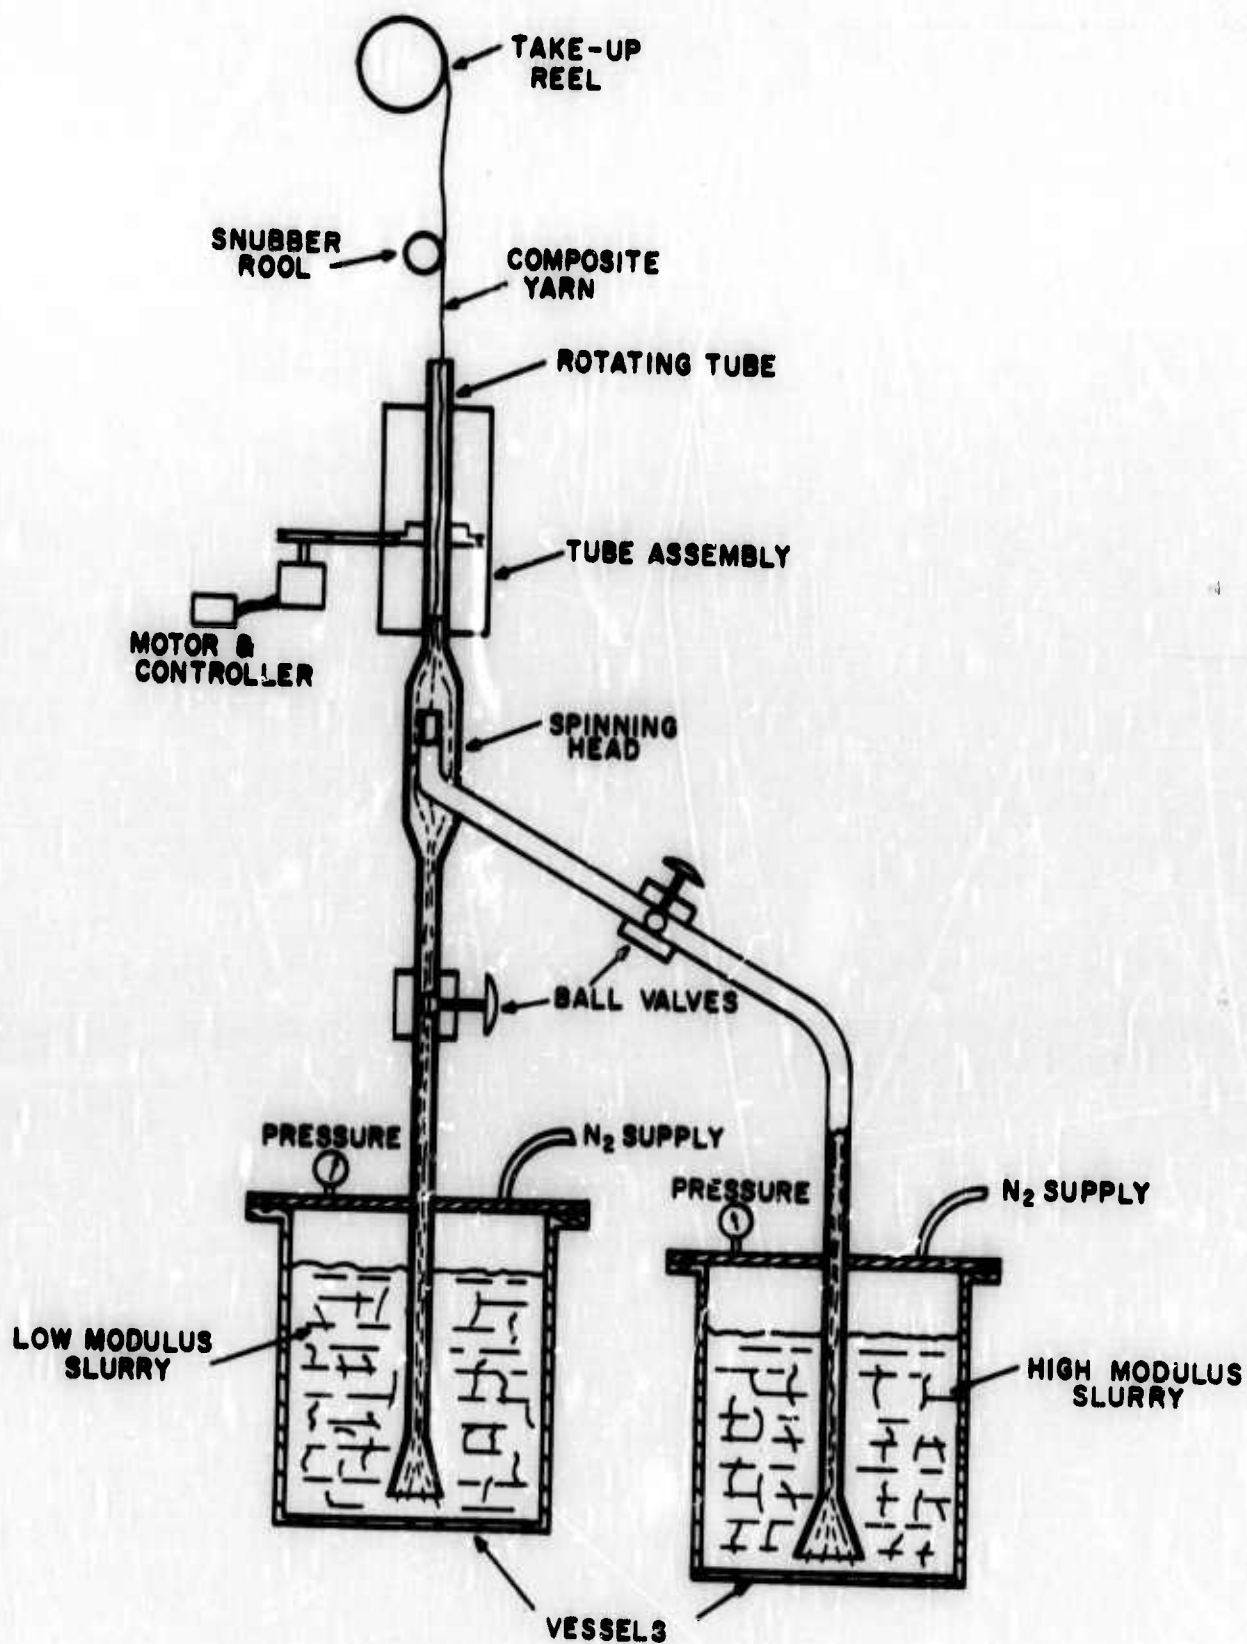 TAKE-UP
REEL
SNUBBER
ROOL
COMPOSITE
YARN
ROTATING TUBE
TUBE ASSEMBLY
MOTOR &
CONTROLLER
SPINNING
HEAD
BALL VALVES
PRESSURE
N2 SUPPLY
PRESSURE
N2 SUPPLY
LOW MODULUS
SLURRY
HIGH MODULUS
SLURRY
VESSELS